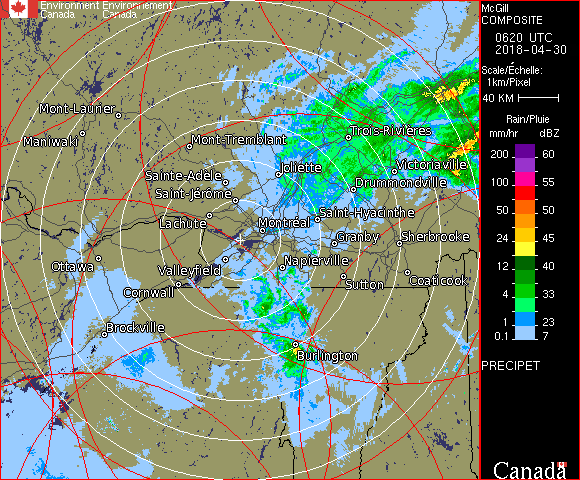 Environment Environnement
Canada Canada
McGill
COMPOSITE
0620 UTC
2018-04-30
Scale/Échelle:
1km/Pixel
40 KM
Rain/Pluie
mm/hr dBZ
200 60
100 55
50 50
24 45
12 40
4 33
1 23
0.1 7
PRECIPET
Canada
Mont-Laurier
Maniwaki
Mont-Tremblant
Trois-Rivières
Sainte-Adèle
Joliette
Victoriaville
Saint-Jérôme
Drummondville
Lachute
Montréal
Saint-Hyacinthe
Granby
Sherbrooke
Ottawa
Valleyfield
Napierville
Cornwall
Sutton
Coaticook
Brockville
Burlington